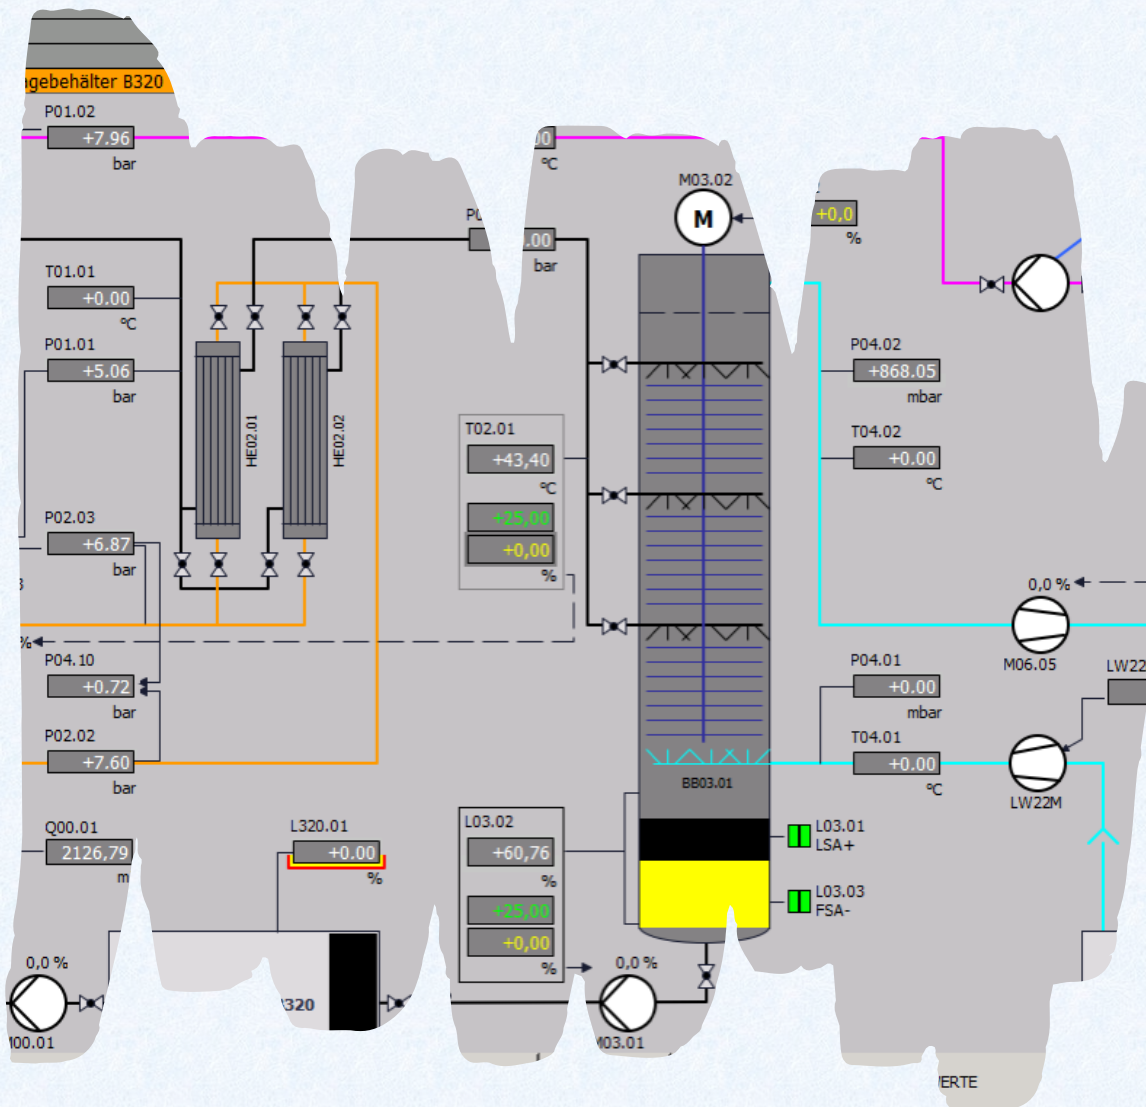 agebehälter B320
P01.02
+7.96
bar
00
°C
M03.02
M
+0,0
%
.00
bar
T01.01
+0.00
°C
P01.01
+5.06
bar
HE02.01
HE02.02
P04.02
+868.05
mbar
T02.01
+43,40
°C
+25,00
+0,00
%
T04.02
+0.00
°C
P02.03
+6.87
bar
0,0 %
M06.05
%
P04.10
+0.72
bar
P04.01
+0.00
mbar
LW22
P02.02
+7.60
bar
T04.01
+0.00
°C
LW22M
BB03.01
Q00.01
2126,79
m
L320.01
+0.00
%
L03.02
+60,76
%
+25,00
+0,00
%
L03.01
LSA+
L03.03
FSA-
0,0 %
0,0 %
320
M00.01
M03.01
ERTE